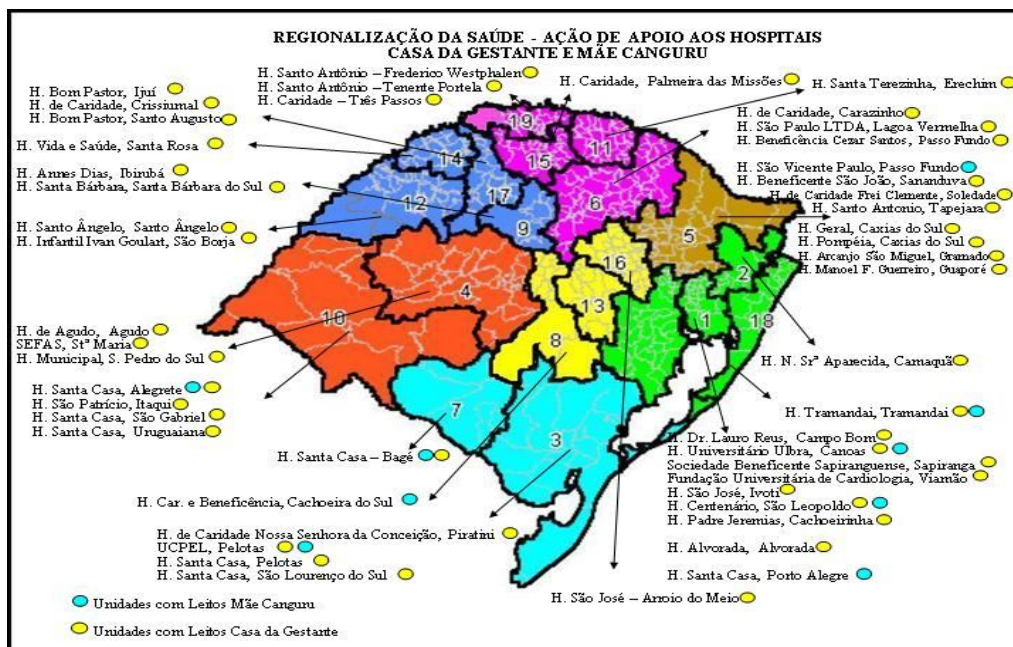 REGIONALIZAÇÃO DA SAÚDE - AÇÃO DE APOIO AOS HOSPITAIS
CASA DA GESTANTE E MÃE CANGURU
H. Bom Pastor, Ijuí
H. de Caridade, Crissiumal
H. Bom Pastor, Santo Augusto
H. Vida e Saúde, Santa Rosa
H. Annes Dias, Ibirubá
H. Santa Bárbara, Santa Bárbara do Sul
H. Santo Ângelo, Santo Ângelo
H. Infantil Ivan Goulart, São Borja
H. Santo Antônio – Frederico Westphalen
H. Santo Antônio – Tenente Portela
H. Caridade – Três Passos
H. Caridade, Palmeira das Missões
H. Santa Terezinha, Erechim
H. de Caridade, Carazinho
H. São Paulo LTDA, Lagoa Vermelha
H. Beneficência Cezar Santos, Passo Fundo
H. São Vicente Paulo, Passo Fundo
H. Beneficente São João, Sananduva
H. de Caridade Frei Clemente, Soledade
H. Santo Antonio, Tapejara
H. Geral, Caxias do Sul
H. Pompéia, Caxias do Sul
H. Arcanjo São Miguel, Gramado
H. Manoel F. Guerreiro, Guaporé
19
11
15
14
17
12
6
9
5
16
2
4
13
10
1
18
8
7
3
H. de Agudo, Agudo
SEFAS, Stª Maria
H. Municipal, S. Pedro do Sul
H. Santa Casa, Alegrete
H. São Patrício, Itaqui
H. Santa Casa, São Gabriel
H. Santa Casa, Uruguaiana
H. Santa Casa – Bagé
H. Car. e Beneficência, Cachoeira do Sul
H. de Caridade Nossa Senhora da Conceição, Piratini
UCPEL, Pelotas
H. Santa Casa, Pelotas
H. Santa Casa, São Lourenço do Sul
H. N. Srª Aparecida, Camaquã
H. Tramandai, Tramandai
H. Dr. Lauro Reus, Campo Bom
H. Universitário Ulbra, Canoas
Sociedade Beneficente Sapiranguense, Sapiranga
Fundação Universitária de Cardiologia, Viamão
H. São José, Ivoti
H. Centenário, São Leopoldo
H. Padre Jeremias, Cachoeirinha
H. Alvorada, Alvorada
H. Santa Casa, Porto Alegre
H. São José – Arroio do Meio
Unidades com Leitos Mãe Canguru
Unidades com Leitos Casa da Gestante